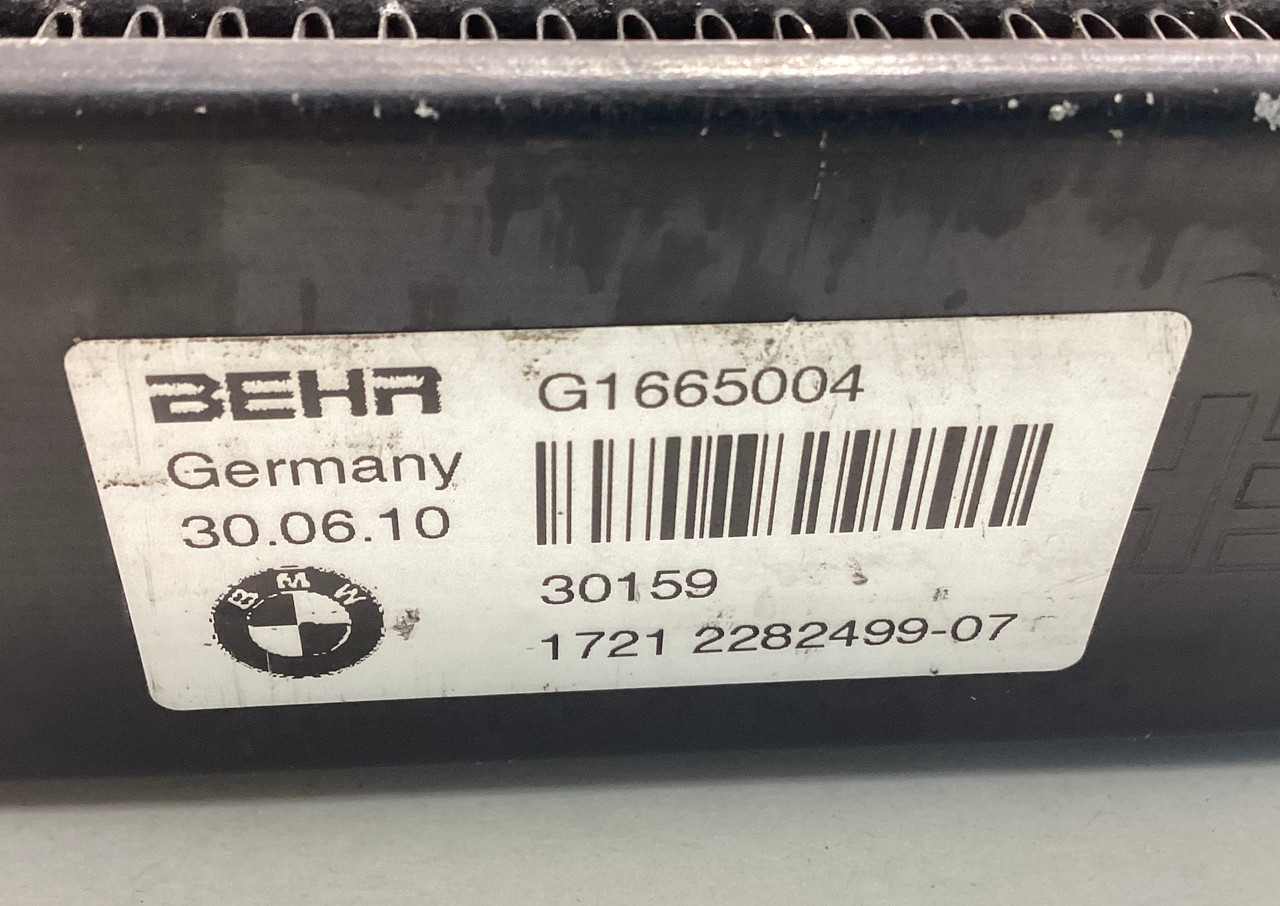 BEHR
Germany
30.06.10
BMW
G1665004
30159
1721 2282499-07